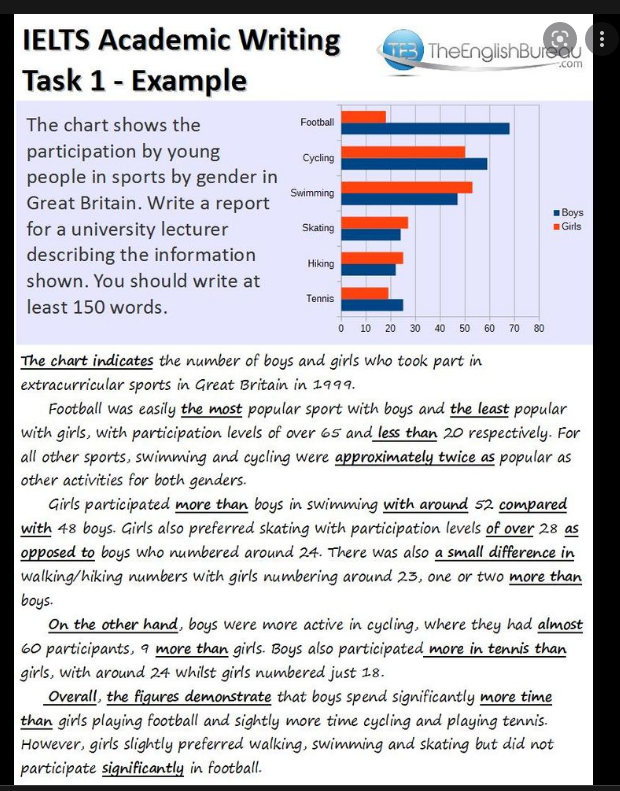 IELTS Academic Writing
Task 1 - Example
TEB TheEnglishBureau
.com
The chart shows the
participation by young
people in sports by gender in
Great Britain. Write a report
for a university lecturer
describing the information
shown. You should write at
least 150 words.
Football
Cycling
Swimming
Skating
Hiking
Tennis
0 10 20 30 40 50 60 70 80
Boys
Girls
The chart indicates the number of boys and girls who took part in
extracurricular sports in Great Britain in 1999.
Football was easily the most popular sport with boys and the least popular
with girls, with participation levels of over 65 and less than 20 respectively. For
all other sports, swimming and cycling were approximately twice as popular as
other activities for both genders.
Girls participated more than boys in swimming with around 52 compared
with 48 boys. Girls also preferred skating with participation levels of over 28 as
opposed to boys who numbered around 24. There was also a small difference in
walking/hiking numbers with girls numbering around 23, one or two more than
boys.
On the other hand, boys were more active in cycling, where they had almost
60 participants, 9 more than girls. Boys also participated more in tennis than
girls, with around 24 whilst girls numbered just 18.
Overall, the figures demonstrate that boys spend significantly more time
than girls playing football and sightly more time cycling and playing tennis.
However, girls slightly preferred walking, swimming and skating but did not
participate significantly in football.